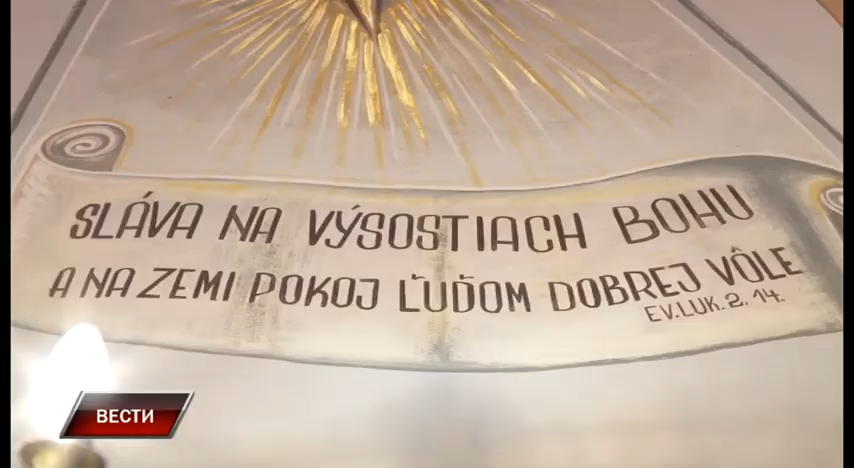 SLÁVA NA VÝSOSTIACH BOHU
A NA ZEMI POKOJ ĽUĎOM DOBREJ VÔLE
EV.LUK. 2, 14.
ВЕСТИ